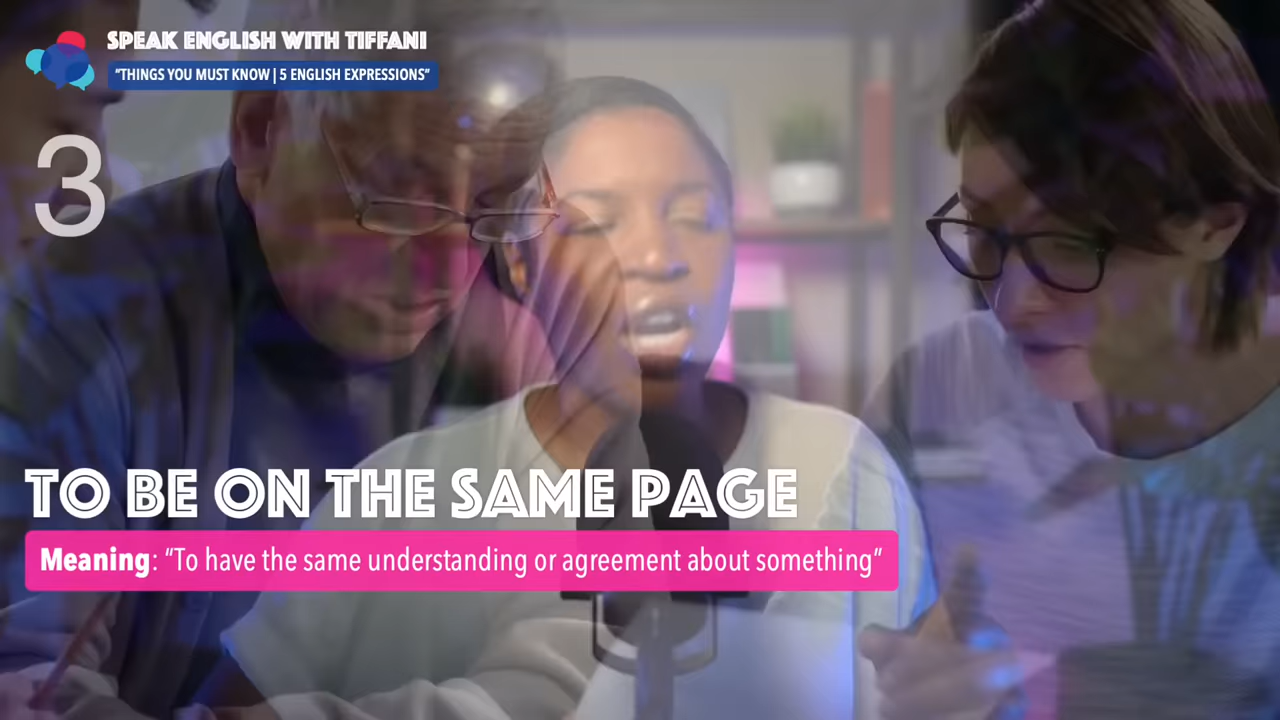 SPEAK ENGLISH WITH TIFFANI
"THINGS YOU MUST KNOW | 5 ENGLISH EXPRESSIONS"
3
TO BE ON THE SAME PAGE
Meaning: “To have the same understanding or agreement about something”